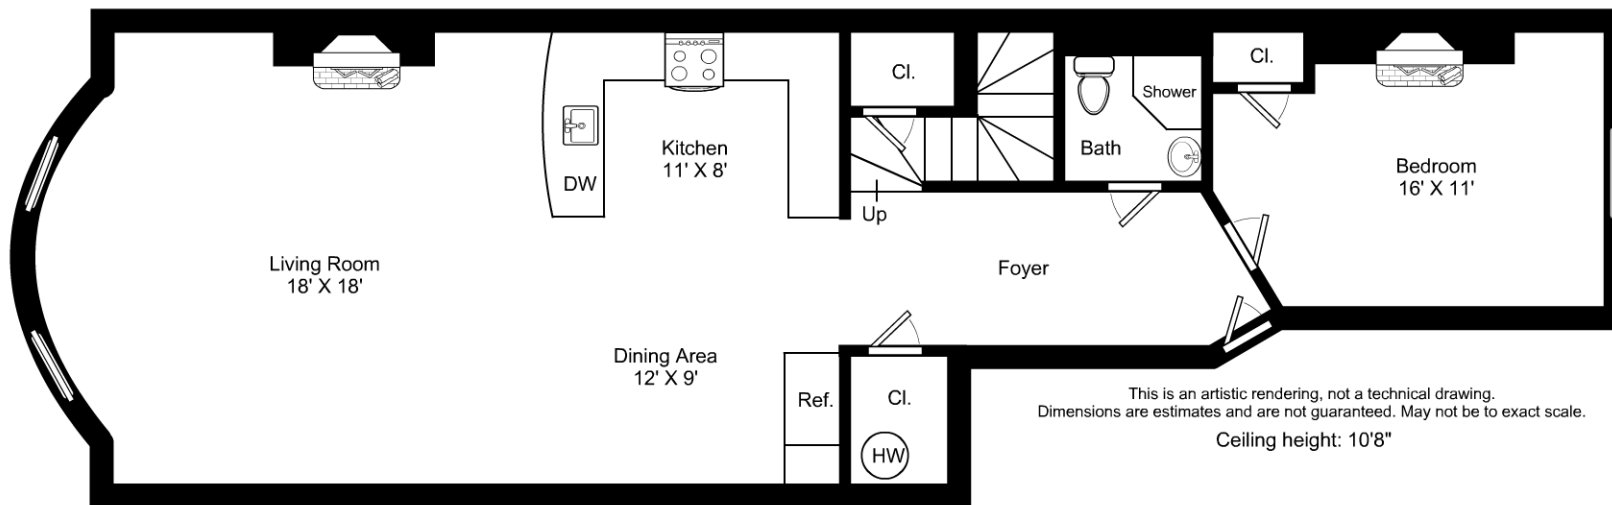 Cl.
Cl.
Shower
Kitchen
11' X 8'
Bath
Bedroom
16' X 11'
DW
Up
Living Room
18' X 18'
Foyer
Dining Area
12' X 9'
Ref.
Cl.
HW
This is an artistic rendering, not a technical drawing.
Dimensions are estimates and are not guaranteed. May not be to exact scale.
Ceiling height: 10'8"